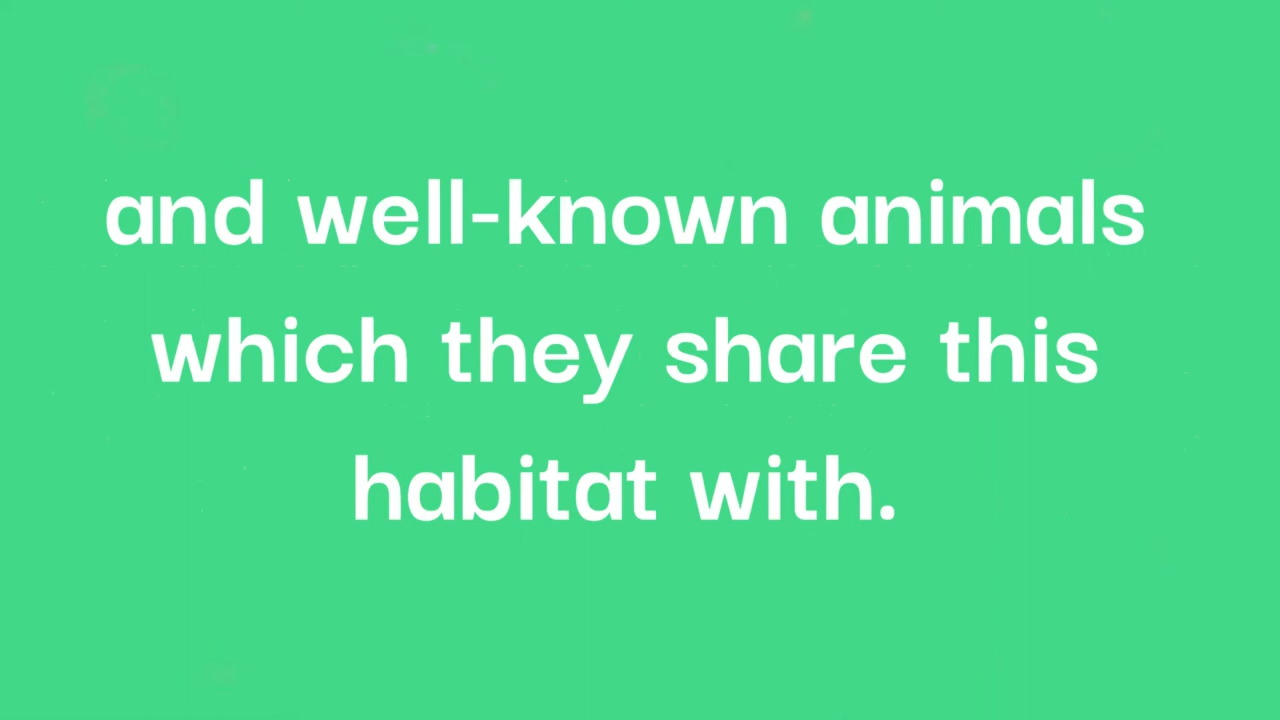 and well-known animals
which they share this
habitat with.